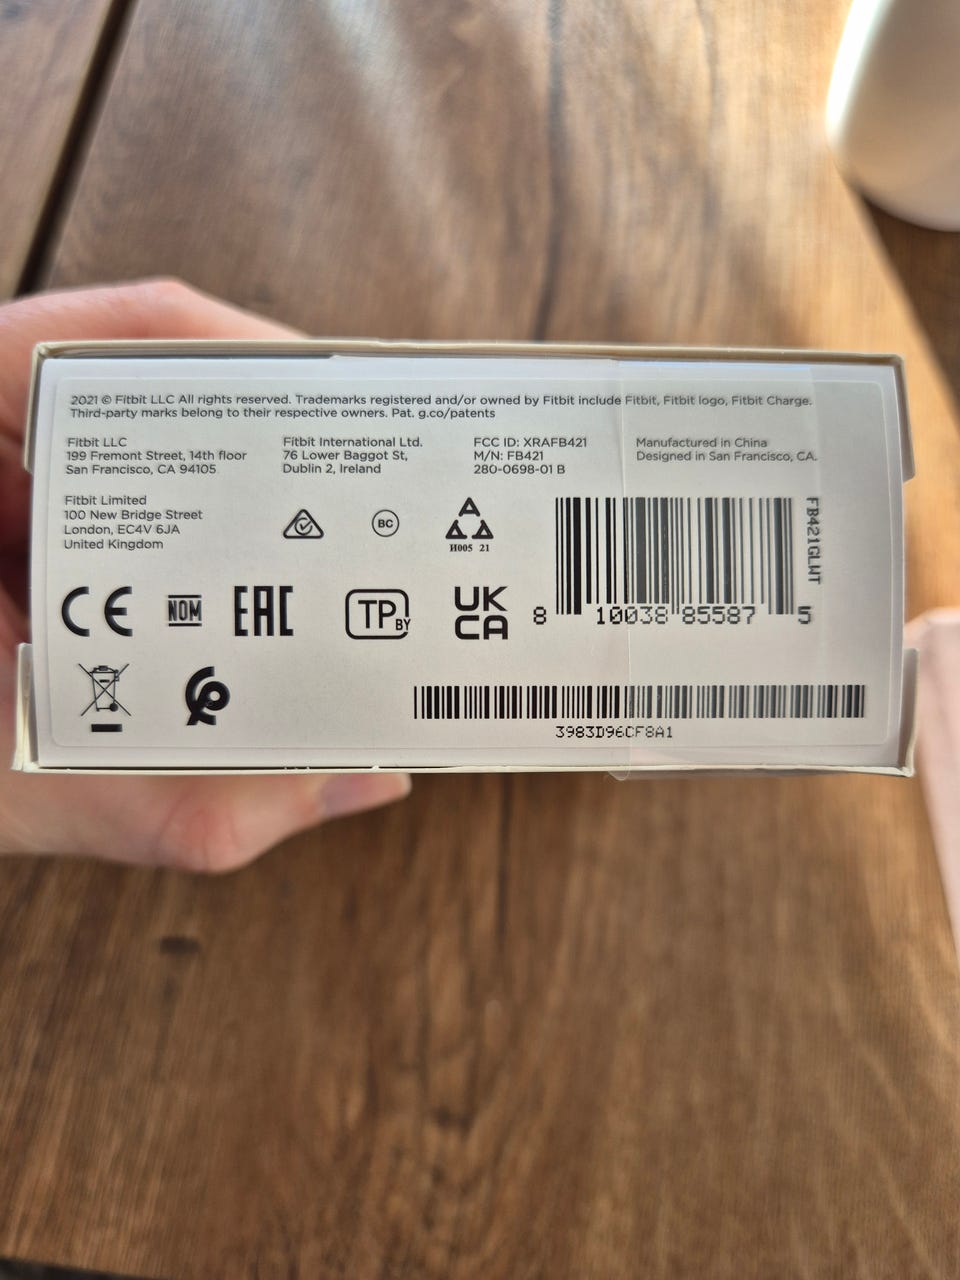 2021 © Fitbit LLC All rights reserved. Trademarks registered and/or owned by Fitbit include Fitbit, Fitbit logo, Fitbit Charge.
Third-party marks belong to their respective owners. Pat. g.co/patents
Fitbit LLC
199 Fremont Street, 14th floor
San Francisco, CA 94105
Fitbit International Ltd.
76 Lower Baggot St,
Dublin 2, Ireland
FCC ID: XRAFB421
M/N: FB421
280-0698-01 B
Manufactured in China
Designed in San Francisco, CA.
Fitbit Limited
100 New Bridge Street
London, EC4V 6JA
United Kingdom
BC
A
H005 21
FB421GLWT
8 10038 85587 5
CE
NOM
EAC
TP BY
UK
CA
3983D96CF8A1